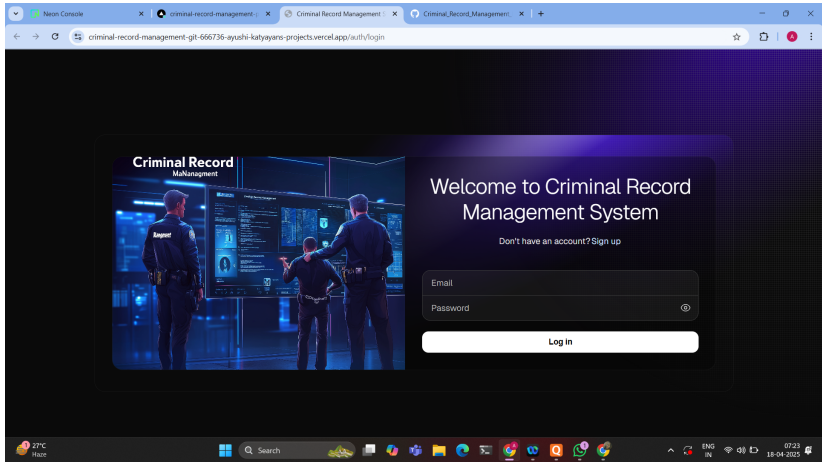 Neon Console
criminal-record-management-p
Criminal Record Management S
Criminal_Record_Management_
criminal-record-management-git-666736-ayushi-katyayans-projects.vercel.app/auth/login
A
Criminal Record
MaNanagment
Welcome to Criminal Record
Management System
Don't have an account? Sign up
Email
Password
Log in
27°C
Haze
Search
ENG
IN
07:23
18-04-2025